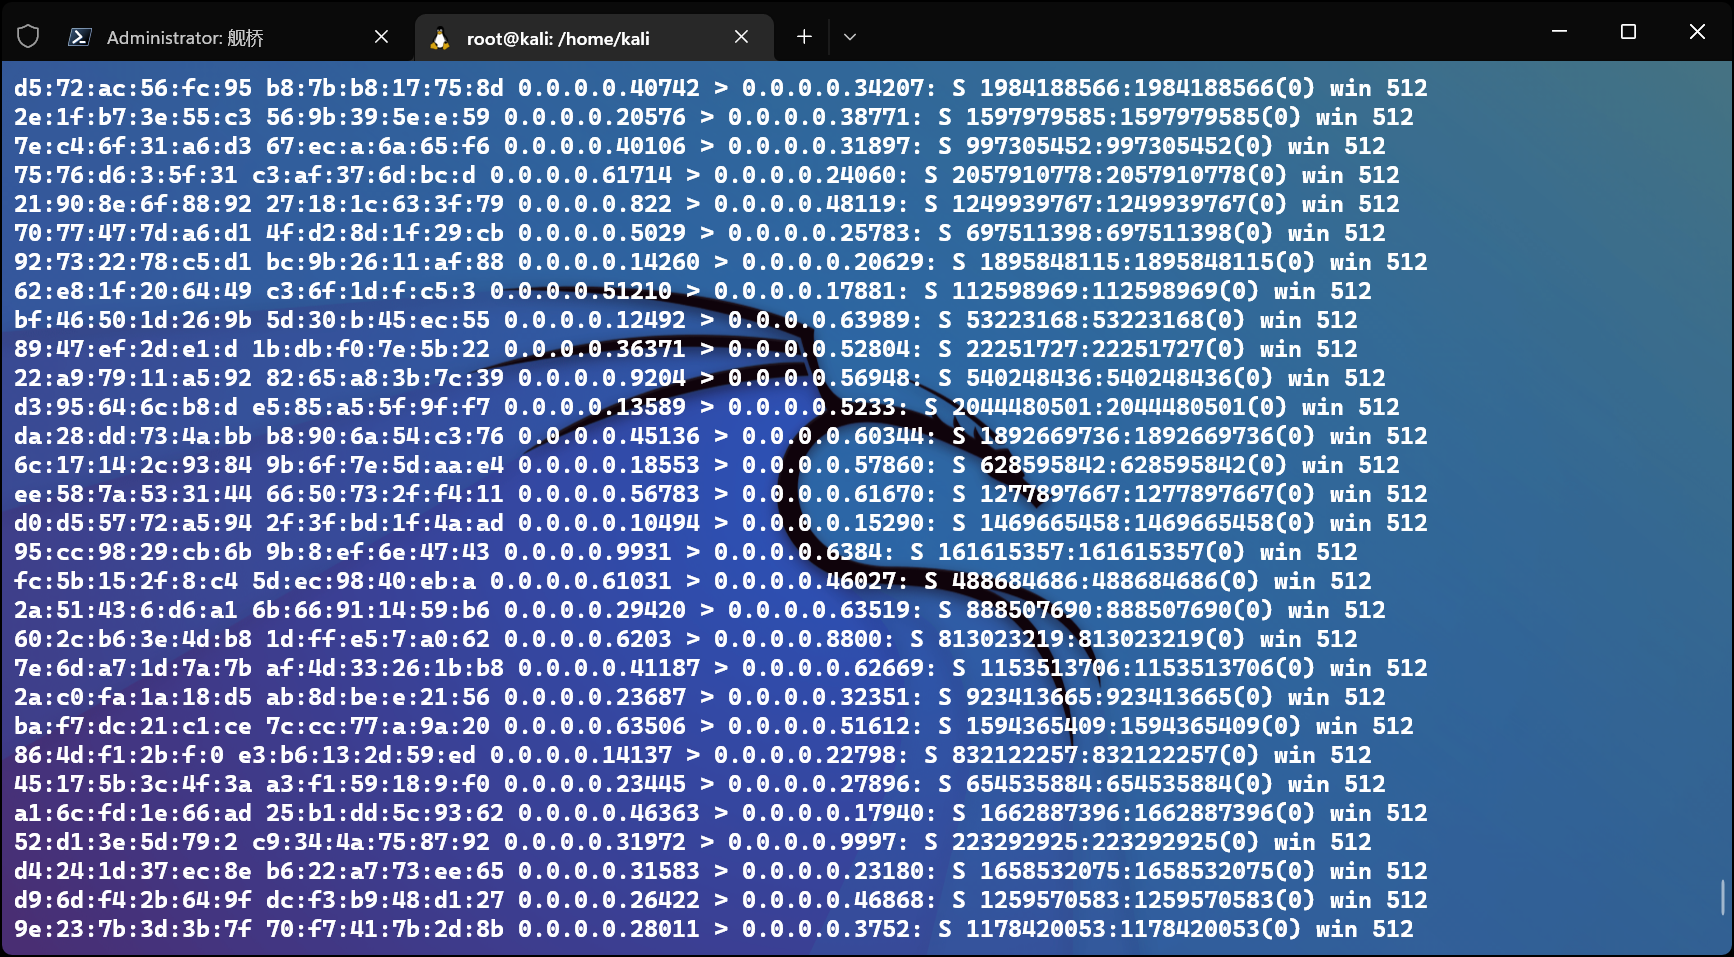 Administrator: 舰桥
root@kali: /home/kali
d5:72:ac:56:fc:95 b8:7b:b8:17:75:8d 0.0.0.0.40742 > 0.0.0.0.34207: S 1984188566:1984188566(0) win 512
2e:1f:b7:3e:55:c3 56:9b:39:5e:e:59 0.0.0.0.20576 > 0.0.0.0.38771: S 1597979585:1597979585(0) win 512
7e:c4:6f:31:a6:d3 67:ec:a:6a:65:f6 0.0.0.0.40106 > 0.0.0.0.31897: S 997305452:997305452(0) win 512
75:76:d6:3:5f:31 c3:af:37:6d:bc:d 0.0.0.0.61714 > 0.0.0.0.24060: S 2057910778:2057910778(0) win 512
21:90:8e:6f:88:92 27:18:1c:63:3f:79 0.0.0.0.822 > 0.0.0.0.48119: S 1249939767:1249939767(0) win 512
70:77:47:7d:a6:d1 4f:d2:8d:1f:29:cb 0.0.0.0.5029 > 0.0.0.0.25783: S 697511398:697511398(0) win 512
92:73:22:78:c5:d1 bc:9b:26:11:af:88 0.0.0.0.14260 > 0.0.0.0.20629: S 1895848115:1895848115(0) win 512
62:e8:1f:20:64:49 c3:6f:1d:f:c5:3 0.0.0.0.51210 > 0.0.0.0.17881: S 112598969:112598969(0) win 512
bf:46:50:1d:26:9b 5d:30:b:45:ec:55 0.0.0.0.12492 > 0.0.0.0.63989: S 53223168:53223168(0) win 512
89:47:ef:2d:e1:d 1b:db:f0:7e:5b:22 0.0.0.0.36371 > 0.0.0.0.52804: S 22251727:22251727(0) win 512
22:a9:79:11:a5:92 82:65:a8:3b:7c:39 0.0.0.0.9204 > 0.0.0.0.56948: S 540248436:540248436(0) win 512
d3:95:64:6c:b8:d e5:85:a5:5f:9f:f7 0.0.0.0.13589 > 0.0.0.0.5233: S 2044480501:2044480501(0) win 512
da:28:dd:73:4a:bb b8:90:6a:54:c3:76 0.0.0.0.45136 > 0.0.0.0.60344: S 1892669736:1892669736(0) win 512
6c:17:14:2c:93:84 9b:6f:7e:5d:aa:e4 0.0.0.0.18553 > 0.0.0.0.57860: S 628595842:628595842(0) win 512
ee:58:7a:53:31:44 66:50:73:2f:f4:11 0.0.0.0.56783 > 0.0.0.0.61670: S 1277897667:1277897667(0) win 512
d0:d5:57:72:a5:94 2f:3f:bd:1f:4a:ad 0.0.0.0.10494 > 0.0.0.0.15290: S 1469665458:1469665458(0) win 512
95:cc:98:29:cb:6b 9b:8:ef:6e:47:43 0.0.0.0.9931 > 0.0.0.0.6384: S 161615357:161615357(0) win 512
fc:5b:15:2f:8:c4 5d:ec:98:40:eb:a 0.0.0.0.61031 > 0.0.0.0.46027: S 488684686:488684686(0) win 512
2a:51:43:6:d6:a1 6b:66:91:14:59:b6 0.0.0.0.29420 > 0.0.0.0.63519: S 888507690:888507690(0) win 512
60:2c:b6:3e:4d:b8 1d:ff:e5:7:a0:62 0.0.0.0.6203 > 0.0.0.0.8800: S 813023219:813023219(0) win 512
7e:6d:a7:1d:7a:7b af:4d:33:26:1b:b8 0.0.0.0.41187 > 0.0.0.0.62669: S 1153513706:1153513706(0) win 512
2a:c0:fa:1a:18:d5 ab:8d:be:e:21:56 0.0.0.0.23687 > 0.0.0.0.32351: S 923413665:923413665(0) win 512
ba:f7:dc:21:c1:ce 7c:cc:77:a:9a:20 0.0.0.0.63506 > 0.0.0.0.51612: S 1594365409:1594365409(0) win 512
86:4d:f1:2b:f:0 e3:b6:13:2d:59:ed 0.0.0.0.14137 > 0.0.0.0.22798: S 832122257:832122257(0) win 512
45:17:5b:3c:4f:3a a3:f1:59:18:9:f0 0.0.0.0.23445 > 0.0.0.0.27896: S 654535884:654535884(0) win 512
a1:6c:fd:1e:66:ad 25:b1:dd:5c:93:62 0.0.0.0.46363 > 0.0.0.0.17940: S 1662887396:1662887396(0) win 512
52:d1:3e:5d:79:2 c9:34:4a:75:87:92 0.0.0.0.31972 > 0.0.0.0.9997: S 223292925:223292925(0) win 512
d4:24:1d:37:ec:8e b6:22:a7:73:ee:65 0.0.0.0.31583 > 0.0.0.0.23180: S 1658532075:1658532075(0) win 512
d9:6d:f4:2b:64:9f dc:f3:b9:48:d1:27 0.0.0.0.26422 > 0.0.0.0.46868: S 1259570583:1259570583(0) win 512
9e:23:7b:3d:3b:7f 70:f7:41:7b:2d:8b 0.0.0.0.28011 > 0.0.0.0.3752: S 1178420053:1178420053(0) win 512